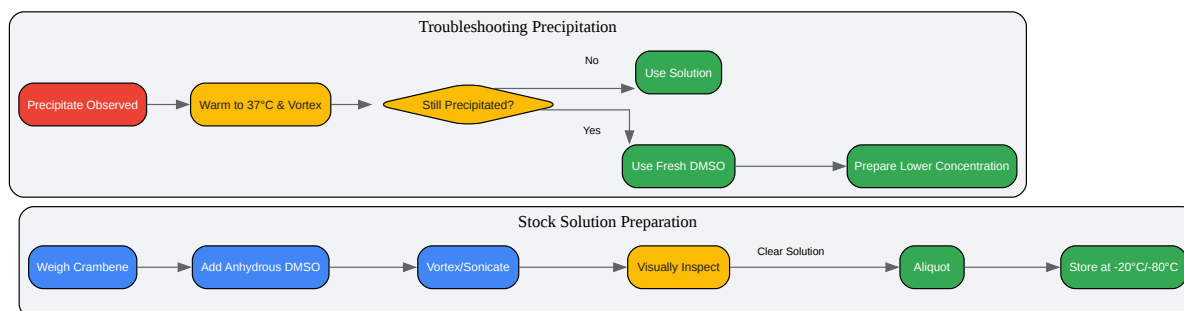 Troubleshooting Precipitation
No
Use Solution
Precipitate Observed
Warm to 37°C & Vortex
Still Precipitated?
Yes
Use Fresh DMSO
Prepare Lower Concentration
Stock Solution Preparation
Clear Solution
Weigh Crambene
Add Anhydrous DMSO
Vortex/Sonicate
Visually Inspect
Aliquot
Store at -20°C/-80°C